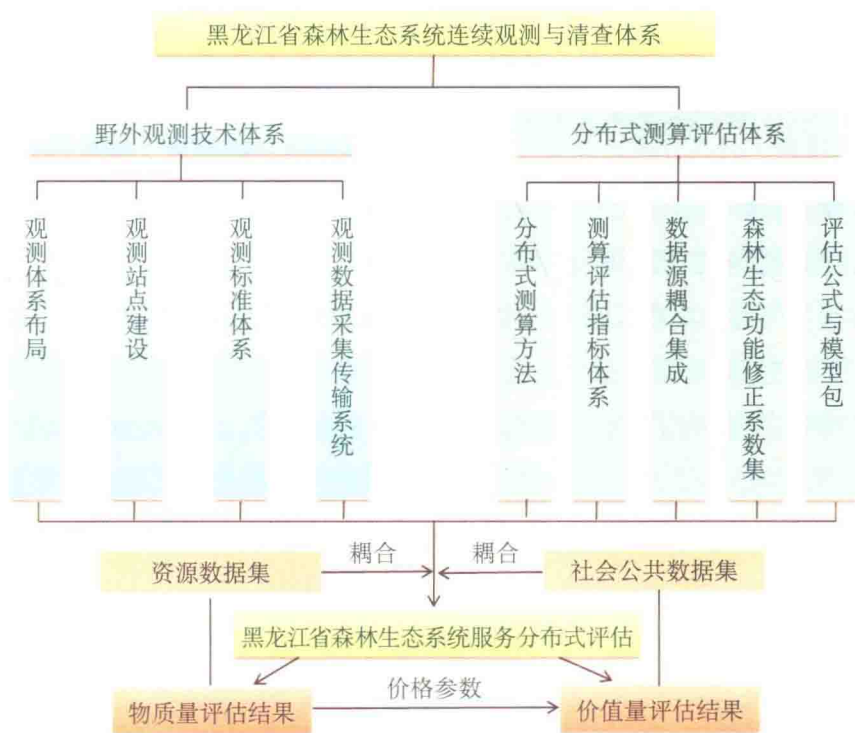 黑龙江省森林生态系统连续观测与清查体系
野外观测技术体系
分布式测算评估体系
观测体系布局
观测站点建设
观测标准体系
观测数据采集传输系统
分布式测算方法
测算评估指标体系
数据源耦合集成
森林生态功能修正系数集
评估公式与模型包
资源数据集
耦合
耦合
社会公共数据集
黑龙江省森林生态系统服务分布式评估
物质量评估结果
价格参数
价值量评估结果